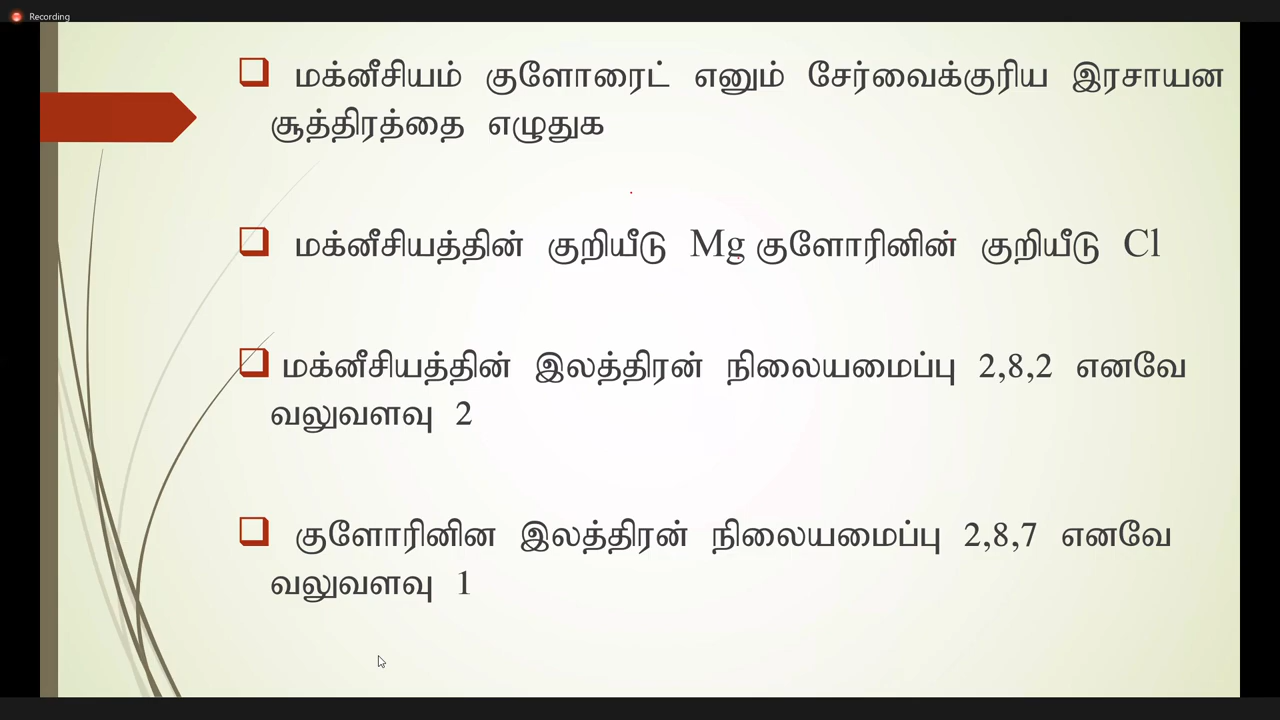 Recording
மக்னீசியம் குளோரைட் எனும் சேர்வைக்குரிய இரசாயன
சூத்திரத்தை எழுதுக
மக்னீசியத்தின் குறியீடு Mg குளோரினின் குறியீடு Cl
மக்னீசியத்தின் இலத்திரன் நிலையமைப்பு 2,8,2 எனவே
வலுவளவு 2
குளோரினின இலத்திரன் நிலையமைப்பு 2,8,7 எனவே
வலுவளவு 1